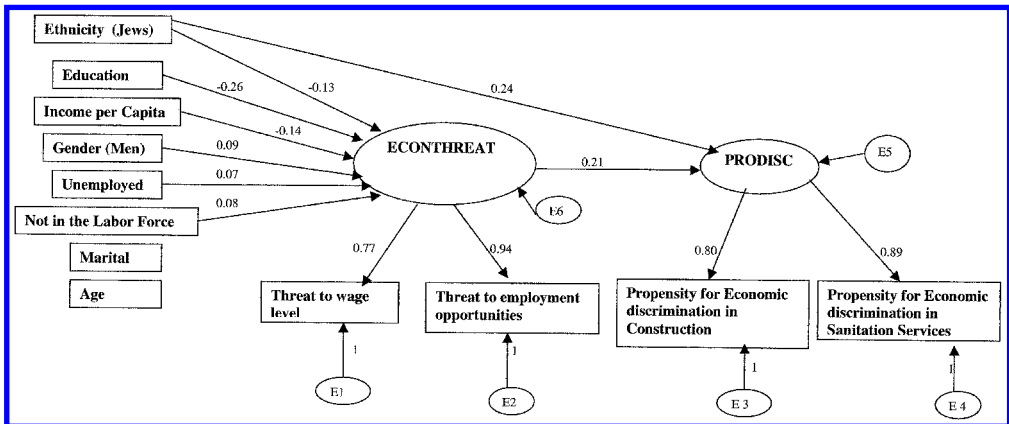 Ethnicity (Jews)
Education
Income per Capita
Gender (Men)
Unemployed
Not in the Labor Force
Marital
Age
-0.13
-0.26
-0.14
0.09
0.07
0.08
0.24
ECONTHREAT
0.21
PRODISC
E5
E6
0.77
0.94
0.80
0.89
Threat to wage
level
Threat to employment
opportunities
Propensity for Economic
discrimination in
Construction
Propensity for Economic
discrimination in
Sanitation Services
1
1
1
1
E1
E2
E 3
E 4